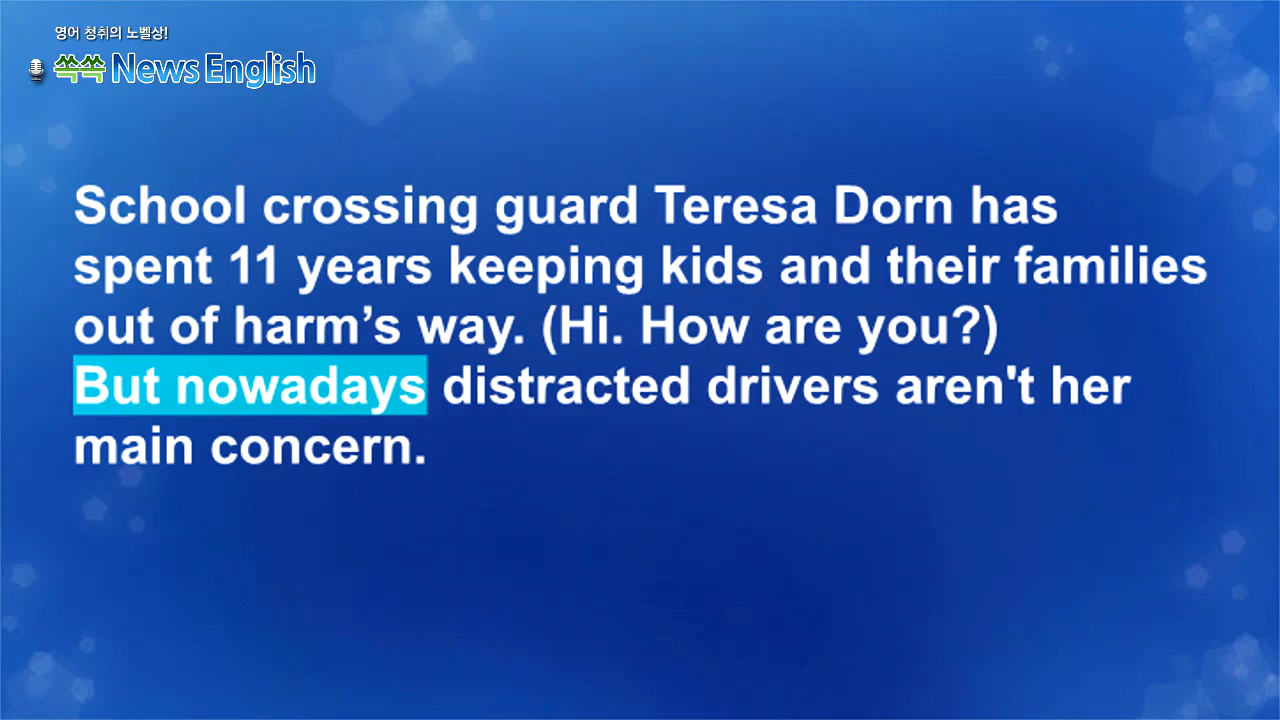 영어 청취의 노벨상!
쏙쏙 News English
School crossing guard Teresa Dorn has
spent 11 years keeping kids and their families
out of harm’s way. (Hi. How are you?)
But nowadays distracted drivers aren't her
main concern.